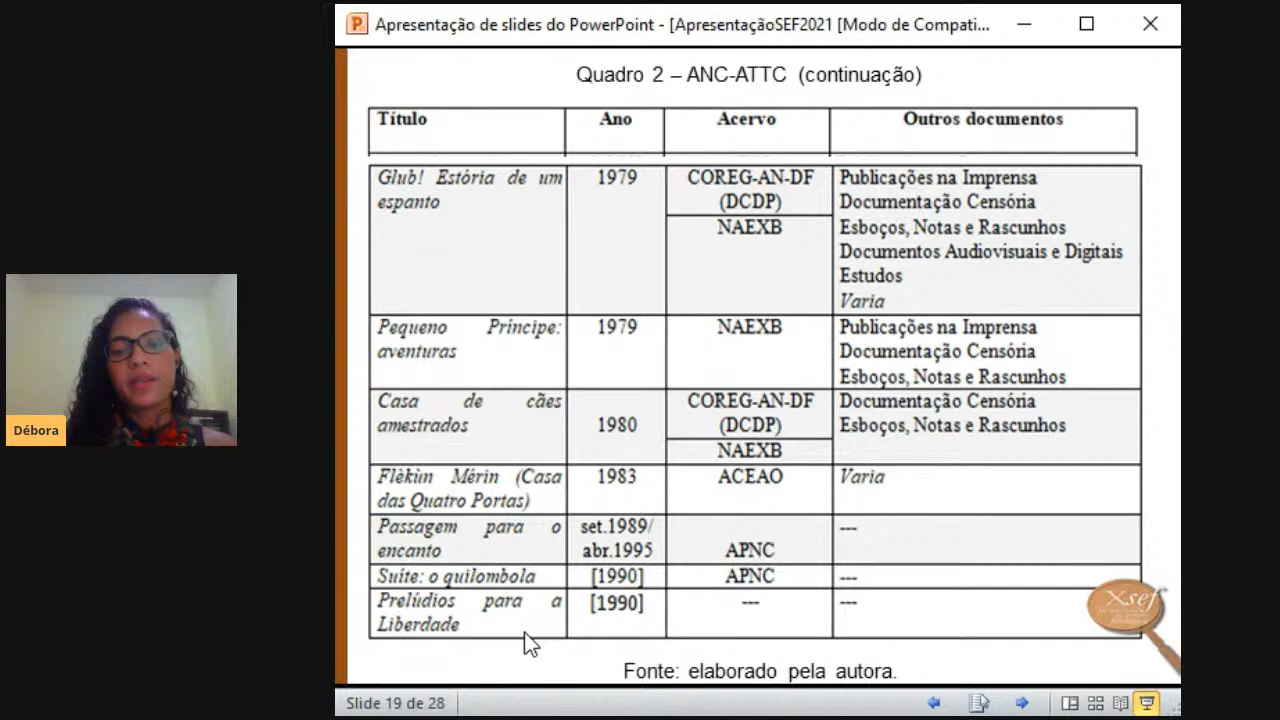 Apresentação de slides do PowerPoint - [ApresentaçãoSEF2021 [Modo de Compati...
Quadro 2 – ANC-ATTC (continuação)
Título Ano Acervo Outros documentos
Glub! Estória de um 1979 COREG-AN-DF Publicações na Imprensa
espanto (DCDP) Documentação Censória
NAEXB Esboços, Notas e Rascunhos
Documentos Audiovisuais e Digitais
Estudos
Varia
Pequeno Príncipe: 1979 NAEXB Publicações na Imprensa
aventuras Documentação Censória
Esboços, Notas e Rascunhos
Casa de cães COREG-AN-DF Documentação Censória
amestrados 1980 (DCDP) Esboços, Notas e Rascunhos
NAEXB
Flèkùn Mérin (Casa 1983 ACEAO Varia
das Quatro Portas)
Passagem para o set.1989/ ---
encanto abr.1995 APNC
Suíte: o quilombola [1990] APNC ---
Prelúdios para a [1990] --- ---
Liberdade
Xsef
Fonte: elaborado pela autora.
Débora
Slide 19 de 28